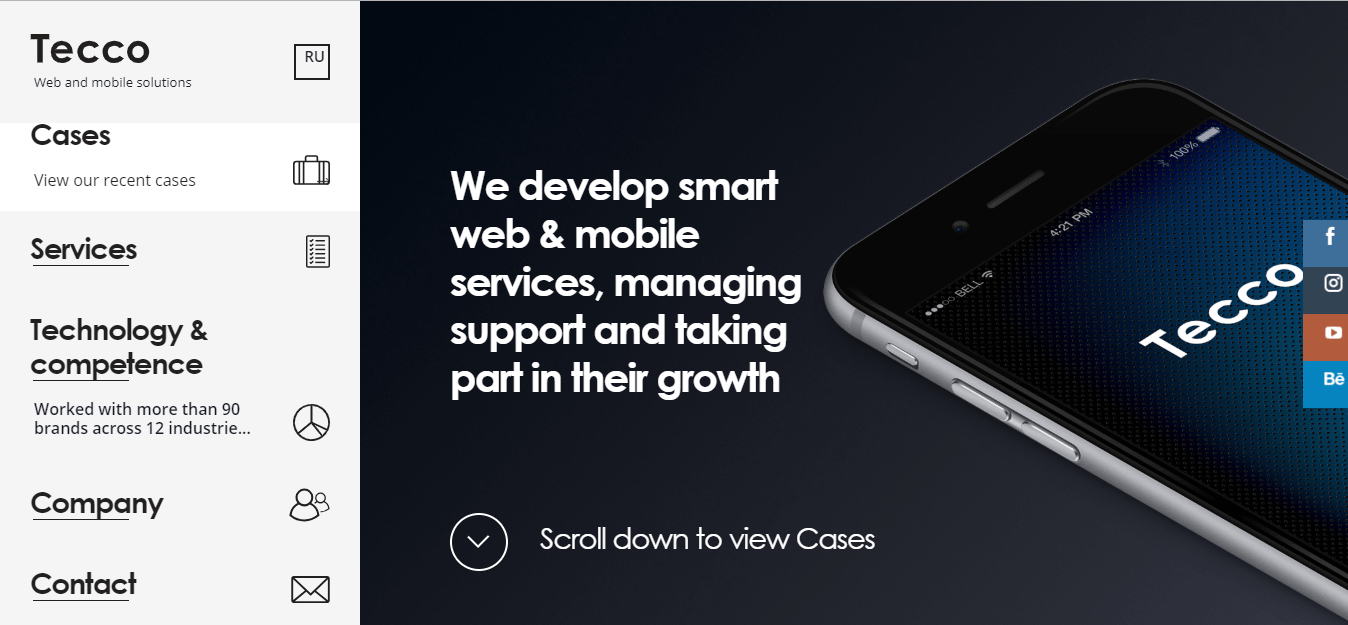 Tecco
RU
Web and mobile solutions
Cases
View our recent cases
Services
Technology &
competence
Worked with more than 90
brands across 12 industrie...
Company
Contact
We develop smart
web & mobile
services, managing
support and taking
part in their growth
Scroll down to view Cases
BELL
4:21 PM
100%
Tecco
f
Bē